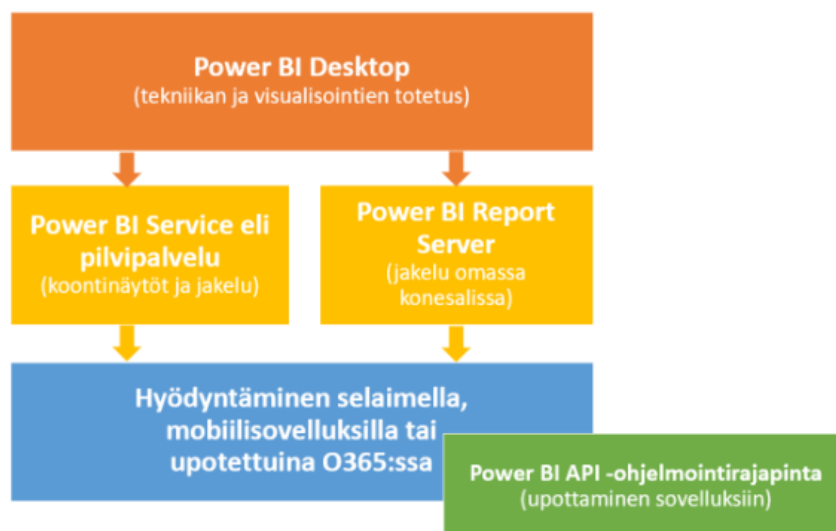 Power BI Desktop
(tekniikan ja visualisointien totetus)
Power BI Service eli
pilvipalvelu
(koontinäytöt ja jakelu)
Power BI Report
Server
(jakelu omassa
konesalissa)
Hyödyntäminen selaimella,
mobiilisovelluksilla tai
upotettuina O365:ssa
Power BI API -ohjelmointirajapinta
(upottaminen sovelluksiin)